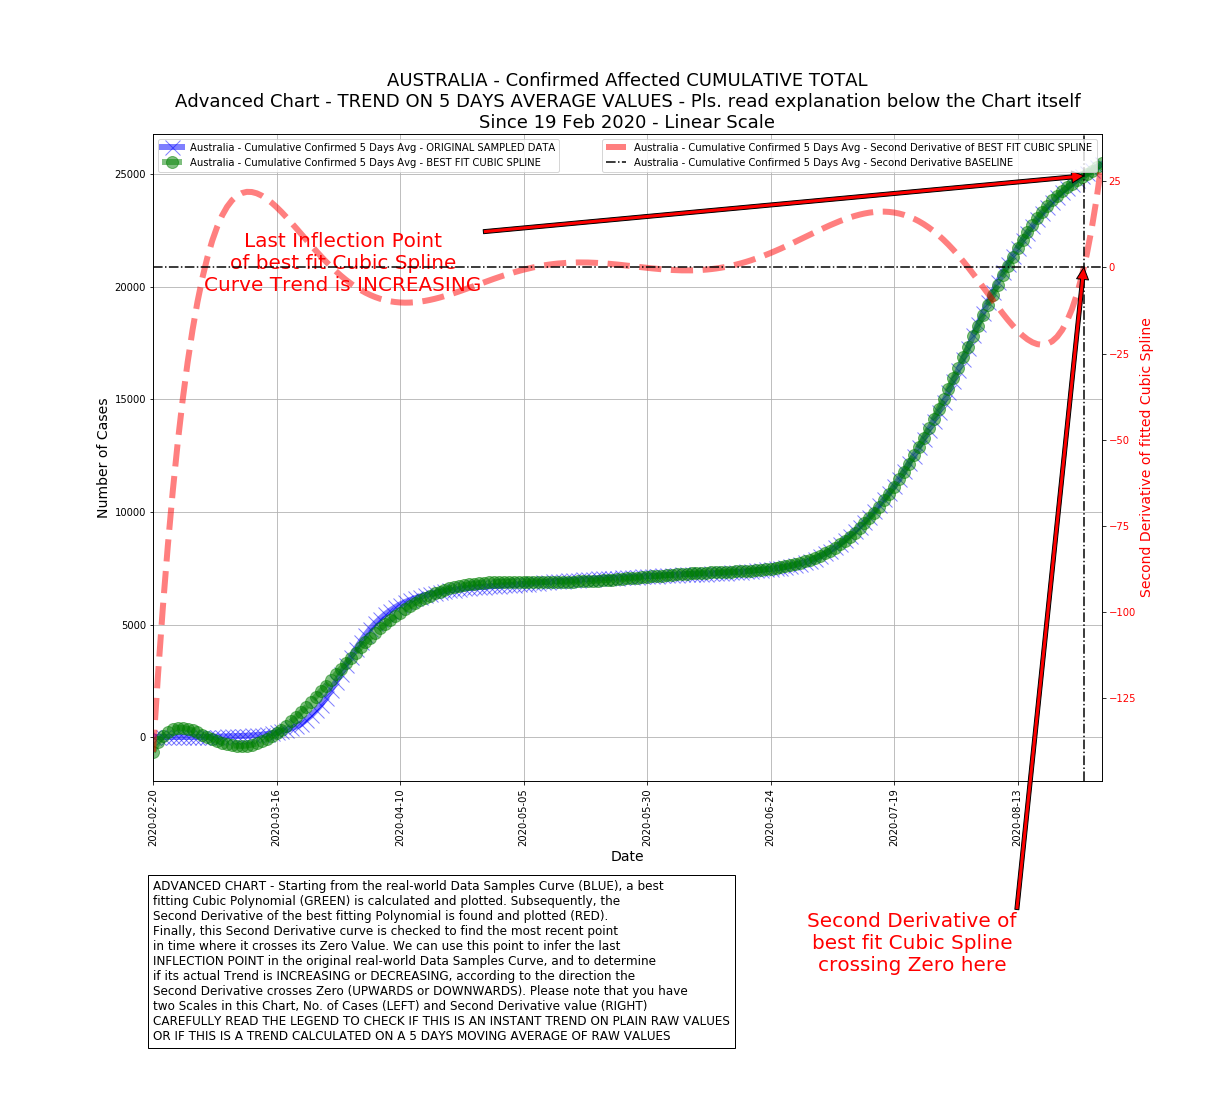 AUSTRALIA - Confirmed Affected CUMULATIVE TOTAL
Advanced Chart - TREND ON 5 DAYS AVERAGE VALUES - Pls. read explanation below the Chart itself
Since 19 Feb 2020 - Linear Scale
Australia - Cumulative Confirmed 5 Days Avg - ORIGINAL SAMPLED DATA
Australia - Cumulative Confirmed 5 Days Avg - BEST FIT CUBIC SPLINE
Australia - Cumulative Confirmed 5 Days Avg - Second Derivative of BEST FIT CUBIC SPLINE
Australia - Cumulative Confirmed 5 Days Avg - Second Derivative BASELINE
Last Inflection Point
of best fit Cubic Spline
Curve Trend is INCREASING
Number of Cases
25000
20000
15000
10000
5000
0
25
0
−25
−50
−75
−100
−125
Second Derivative of fitted Cubic Spline
2020-02-20
2020-03-16
2020-04-10
2020-05-05
2020-05-30
2020-06-24
2020-07-19
2020-08-13
Date
ADVANCED CHART - Starting from the real-world Data Samples Curve (BLUE), a best
fitting Cubic Polynomial (GREEN) is calculated and plotted. Subsequently, the
Second Derivative of the best fitting Polynomial is found and plotted (RED).
Finally, this Second Derivative curve is checked to find the most recent point
in time where it crosses its Zero Value. We can use this point to infer the last
INFLECTION POINT in the original real-world Data Samples Curve, and to determine
if its actual Trend is INCREASING or DECREASING, according to the direction the
Second Derivative crosses Zero (UPWARDS or DOWNWARDS). Please note that you have
two Scales in this Chart, No. of Cases (LEFT) and Second Derivative value (RIGHT)
CAREFULLY READ THE LEGEND TO CHECK IF THIS IS AN INSTANT TREND ON PLAIN RAW VALUES
OR IF THIS IS A TREND CALCULATED ON A 5 DAYS MOVING AVERAGE OF RAW VALUES
Second Derivative of
best fit Cubic Spline
crossing Zero here